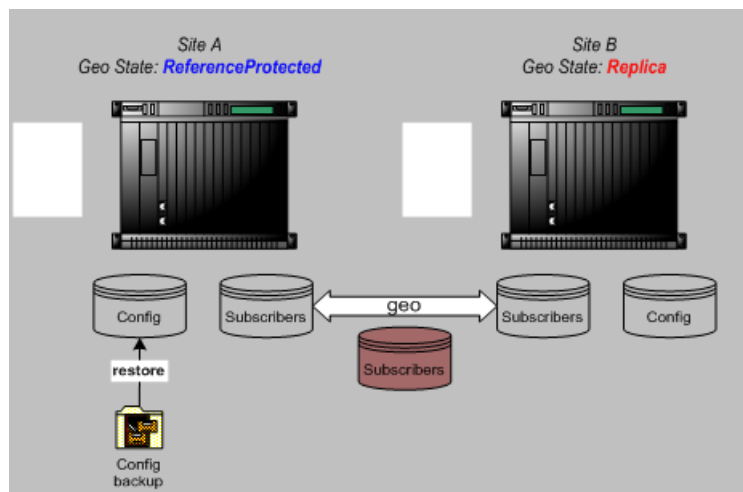 Site A
Geo State: ReferenceProtected
Site B
Geo State: Replica
Config
Subscribers
geo
Subscribers
Config
Subscribers
restore
Config
backup